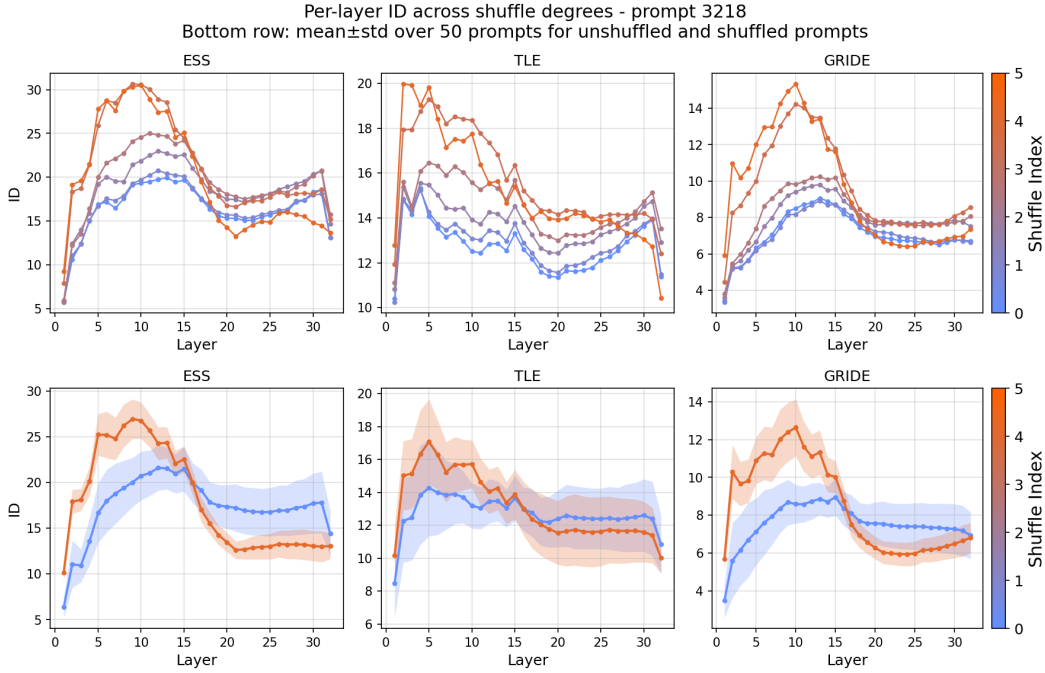 Per-layer ID across shuffle degrees - prompt 3218
Bottom row: mean±std over 50 prompts for unshuffled and shuffled prompts
ESS
TLE
GRIDE
30
25
20
15
10
5
ID
0 5 10 15 20 25 30
Layer
20
18
16
14
12
10
0 5 10 15 20 25 30
Layer
14
12
10
8
6
4
0 5 10 15 20 25 30
Layer
5
4
3
2
1
0
Shuffle Index
ESS
TLE
GRIDE
30
25
20
15
10
5
ID
0 5 10 15 20 25 30
Layer
20
18
16
14
12
10
8
6
0 5 10 15 20 25 30
Layer
14
12
10
8
6
4
0 5 10 15 20 25 30
Layer
5
4
3
2
1
0
Shuffle Index